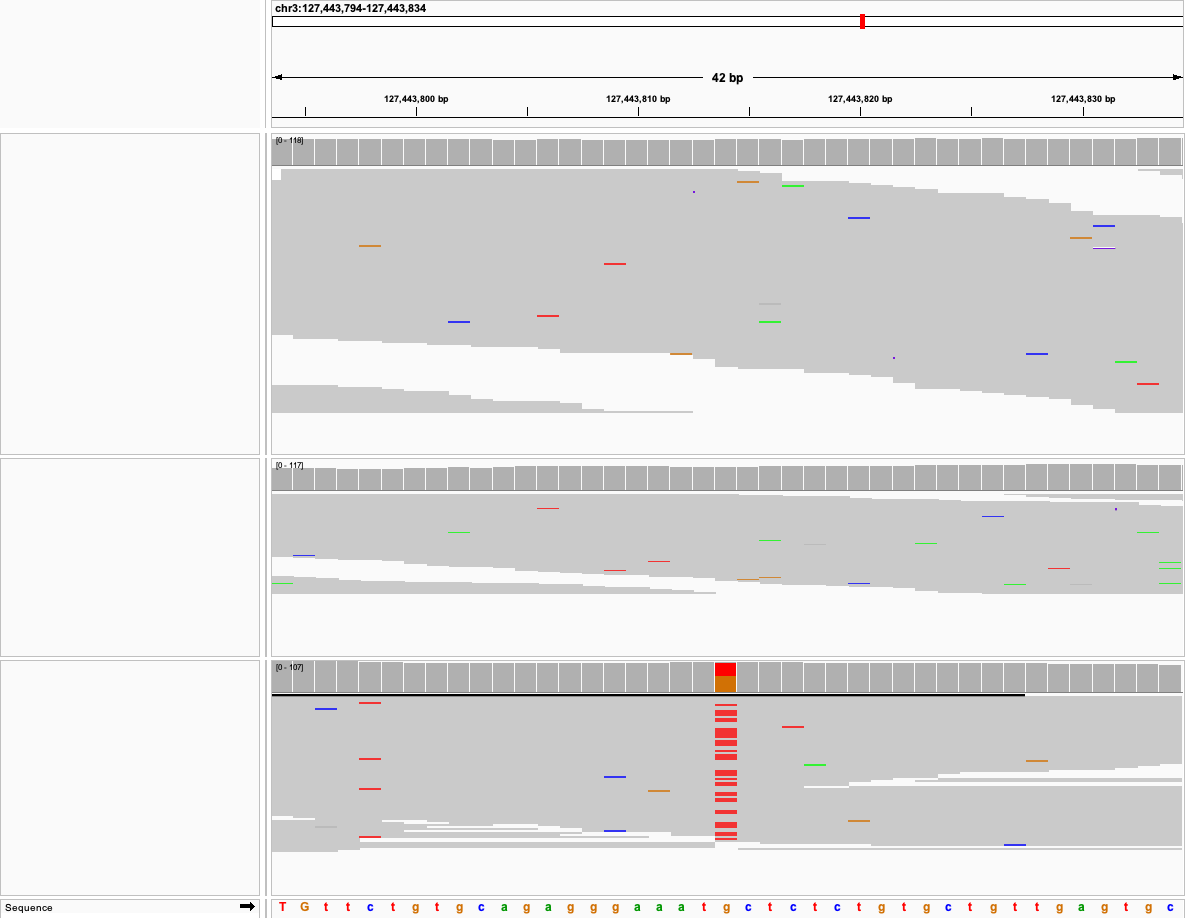 chr3:127,443,794-127,443,834
42 bp
127,443,800 bp 127,443,810 bp 127,443,820 bp 127,443,830 bp
[0 - 118]
[0 - 117]
[0 - 107]
Sequence T G t t c t g t g c a g a g g g a a a t g c t c t c t g t g c t g t t g a g t g c